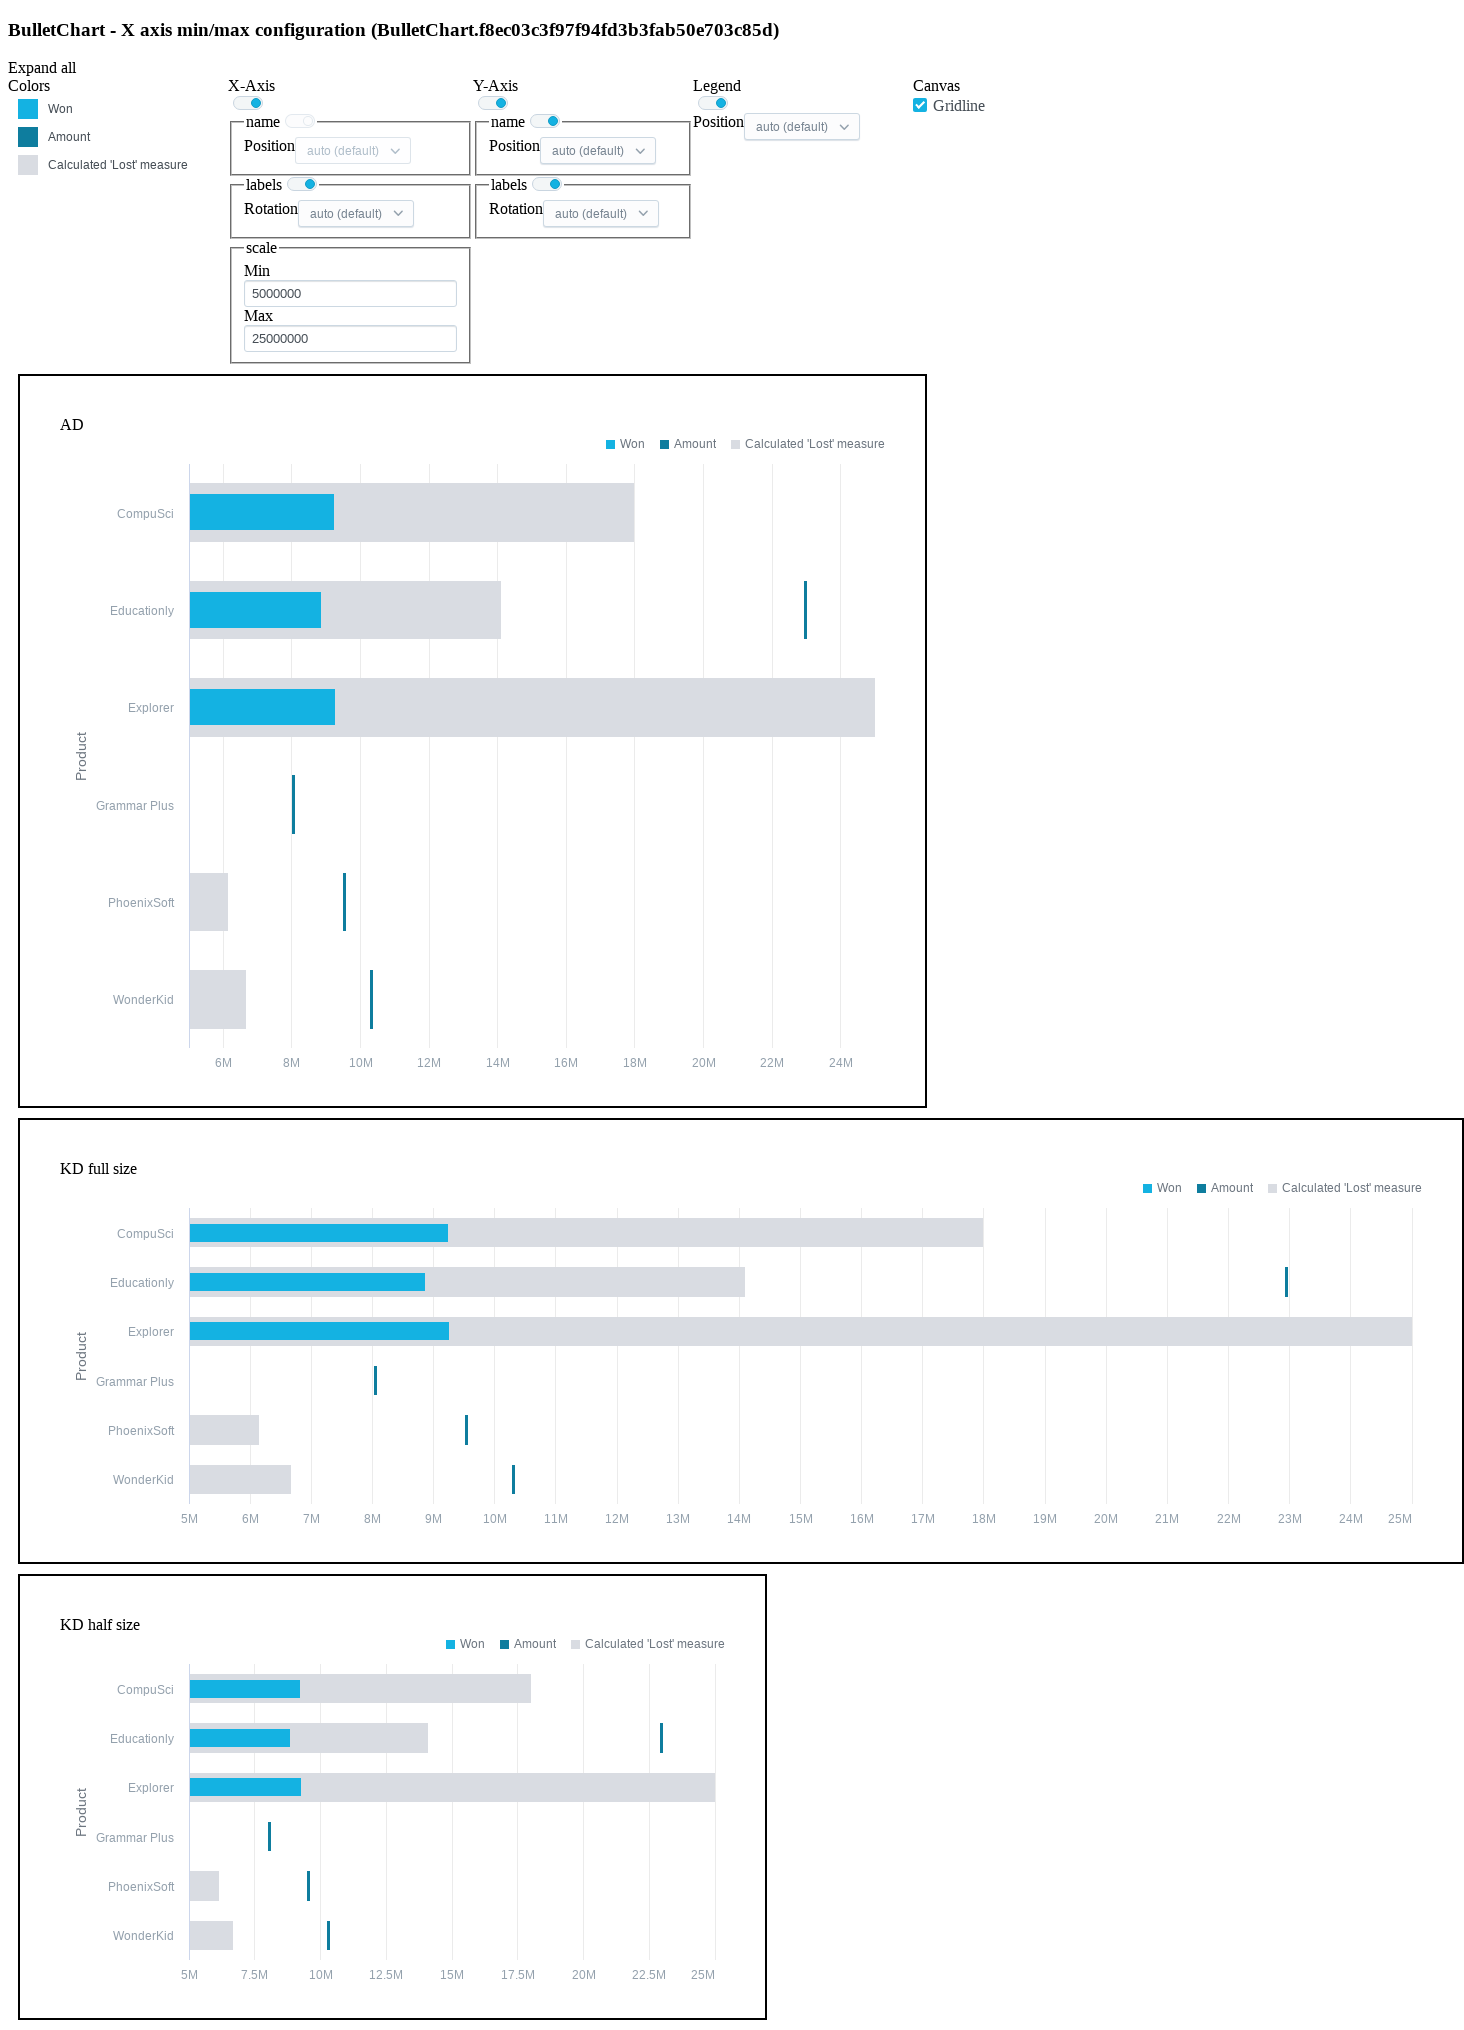 BulletChart - X axis min/max configuration (BulletChart.f8ec03c3f97f94fd3b3fab50e703c85d)
Expand all
Colors
Won
Amount
Calculated 'Lost' measure
X-Axis
name
Position auto (default)
labels
Rotation auto (default)
scale
Min
5000000
Max
25000000
Y-Axis
name
Position auto (default)
labels
Rotation auto (default)
Legend
Position auto (default)
Canvas
Gridline
AD
Won Amount Calculated 'Lost' measure
CompuSci
Educationly
Explorer
Product
Grammar Plus
PhoenixSoft
WonderKid
6M 8M 10M 12M 14M 16M 18M 20M 22M 24M
KD full size
Won Amount Calculated 'Lost' measure
CompuSci
Educationly
Explorer
Product
Grammar Plus
PhoenixSoft
WonderKid
5M 6M 7M 8M 9M 10M 11M 12M 13M 14M 15M 16M 17M 18M 19M 20M 21M 22M 23M 24M 25M
KD half size
Won Amount Calculated 'Lost' measure
CompuSci
Educationly
Explorer
Product
Grammar Plus
PhoenixSoft
WonderKid
5M 7.5M 10M 12.5M 15M 17.5M 20M 22.5M 25M